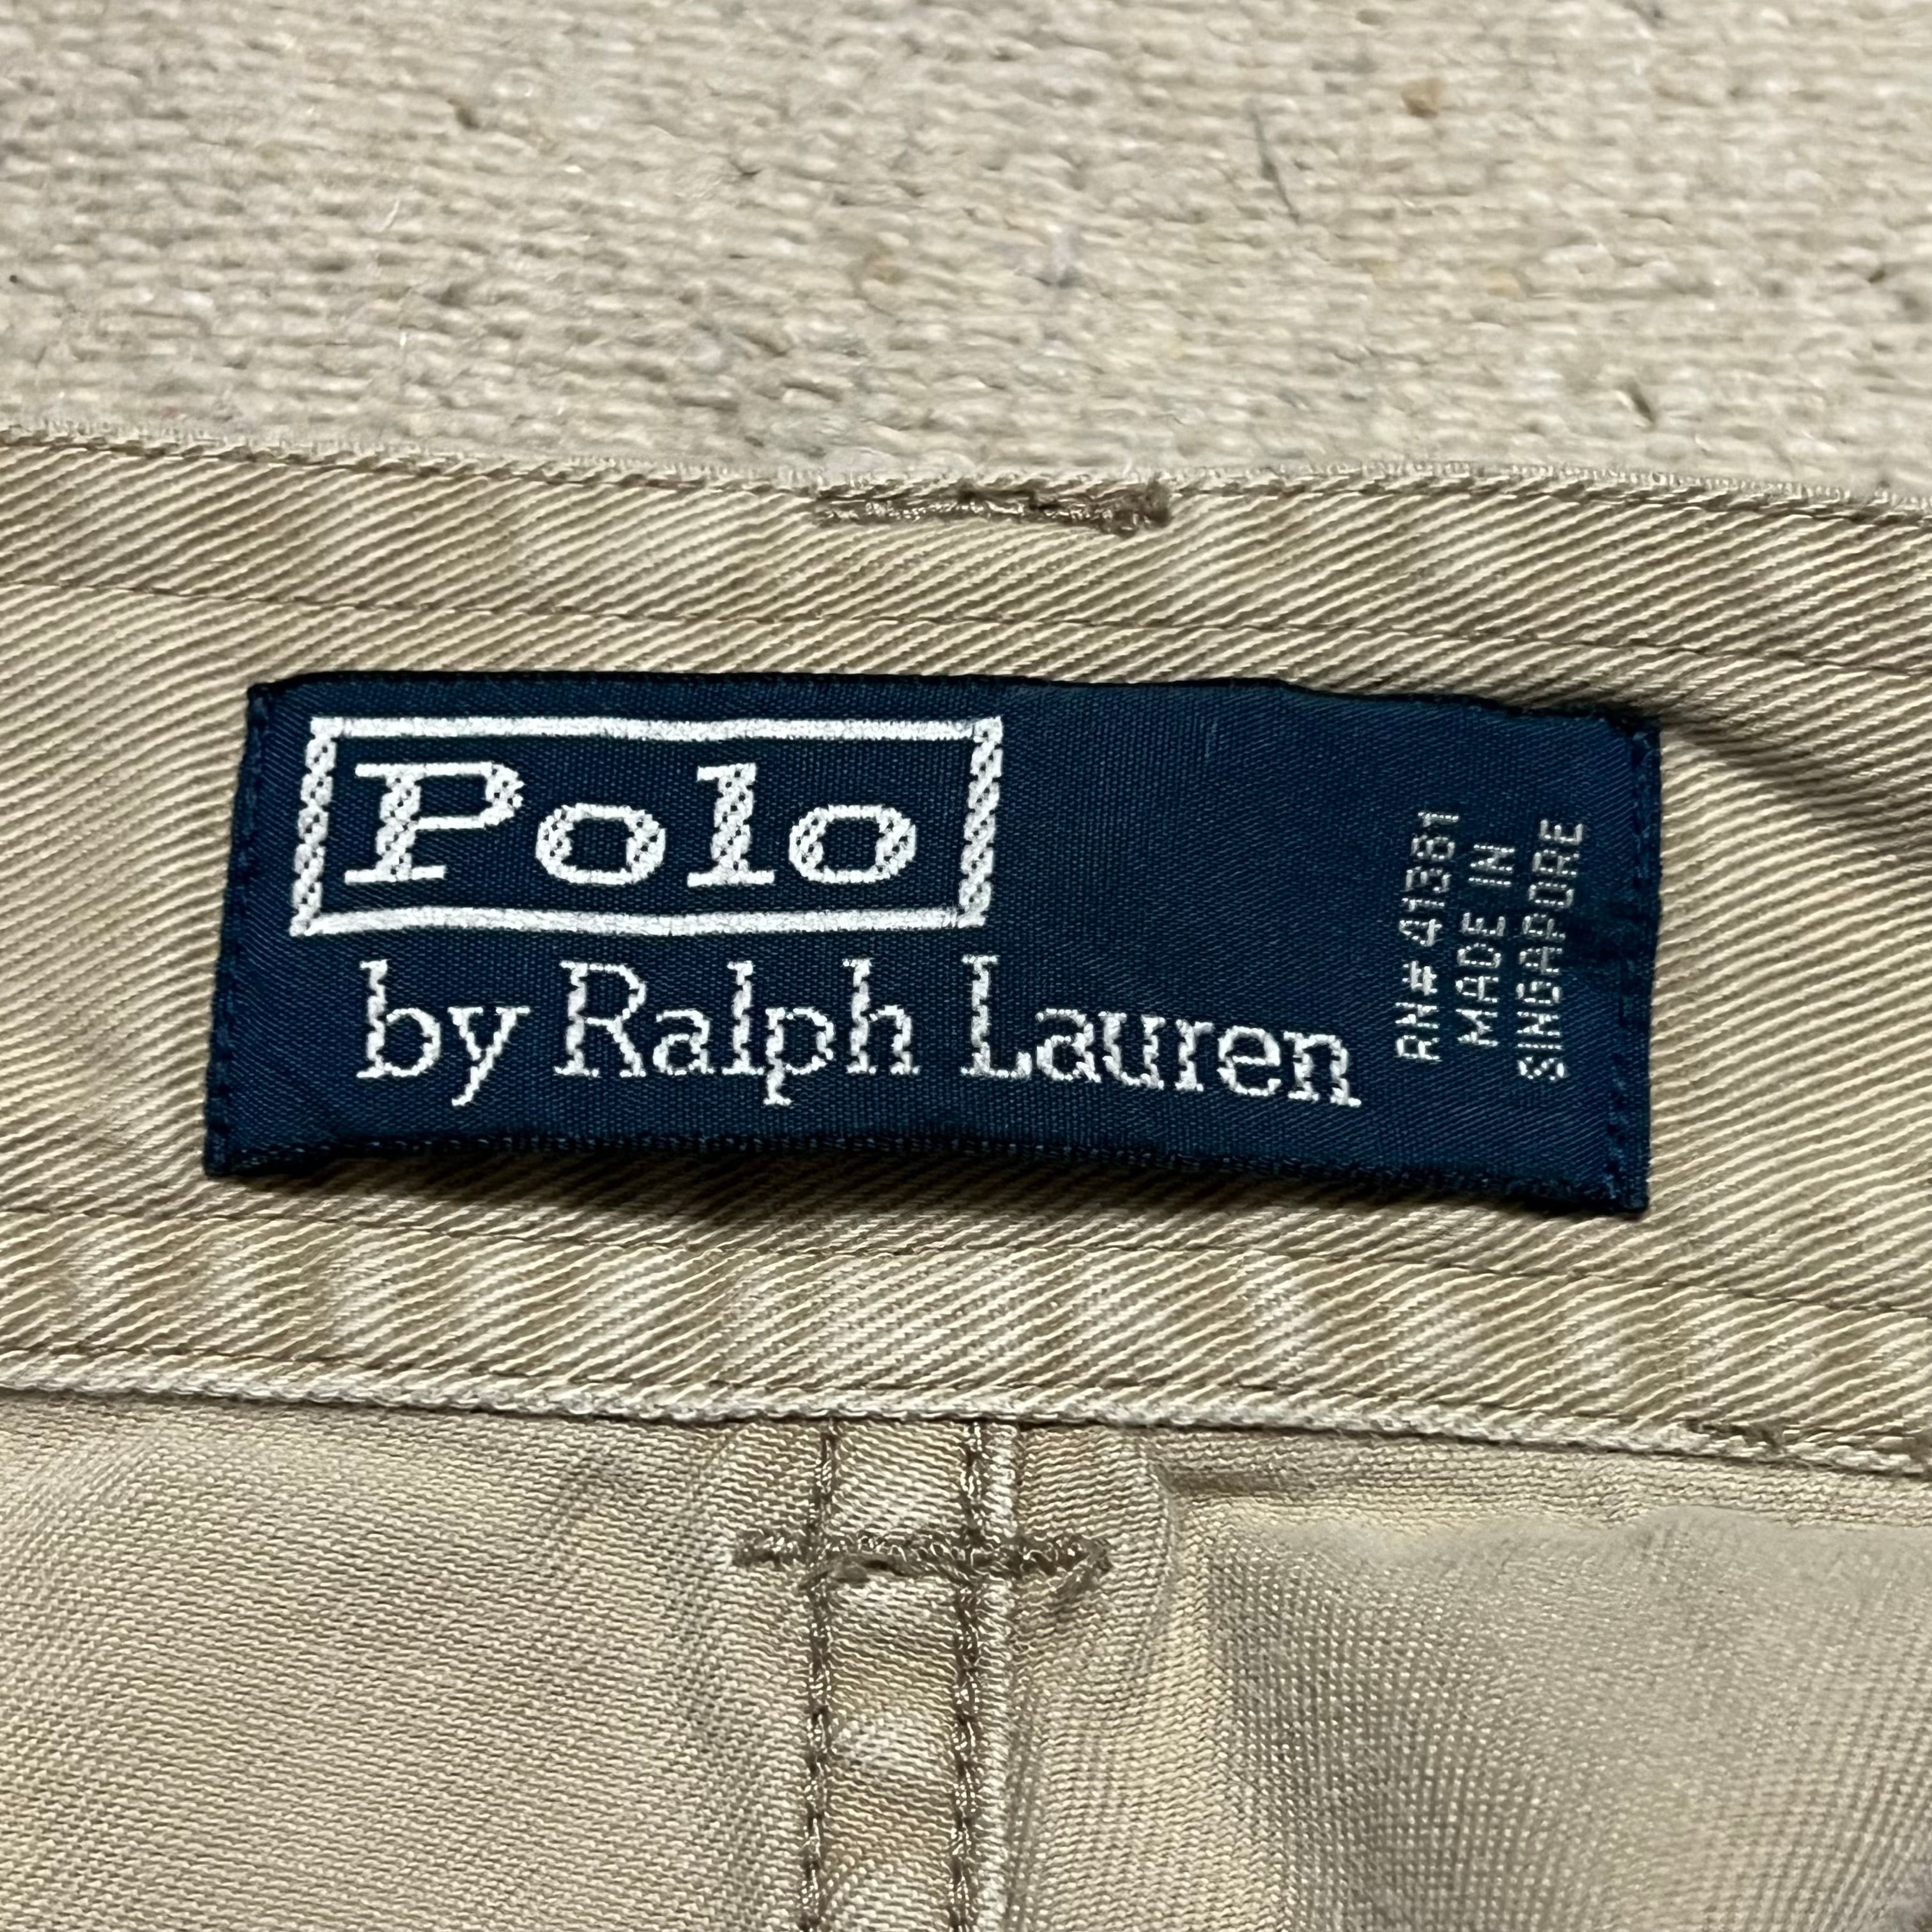 Polo
by Ralph Lauren
RN# 41381
MADE IN
SINGAPORE